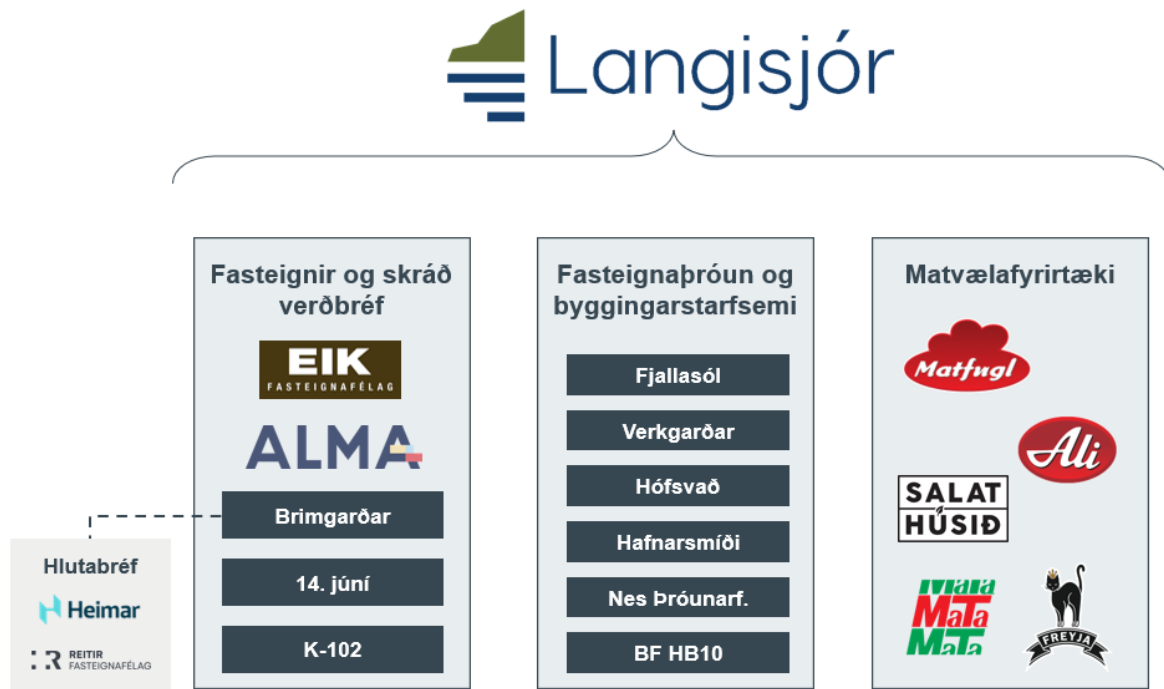 Langisjór
Fasteignir og skráð
verðbréf
EIK
FASTEIGNAFÉLAG
ALMA
Brimgarðar
14. júní
K-102
Hlutabréf
Heimar
REITIR
FASTEIGNAFÉLAG
Fasteignaþróun og
byggingarstarfsemi
Fjallasól
Verkgarðar
Hófsvað
Hafnarsmíði
Nes Þróunarf.
BF HB10
Matvælafyrirtæki
Matfugl
Ali
SALAT
HÚSIÐ
MaTa
MaTa
MaTa
FREYJA